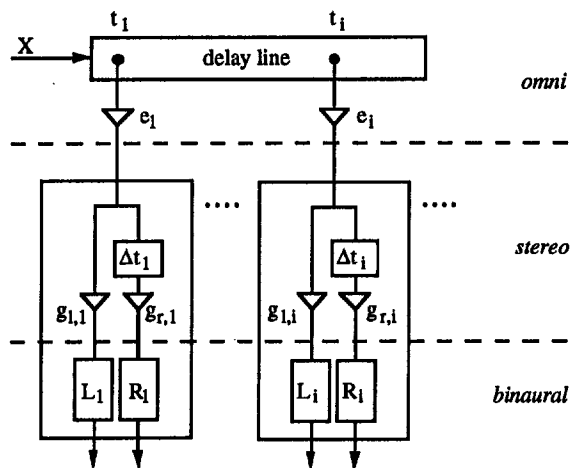 t1 ti
X
delay line
e1 ei
omni
.... ....
Δt1 Δti
stereo
gl,1 gr,1 gl,i gr,i
L1 R1 Li Ri
binaural